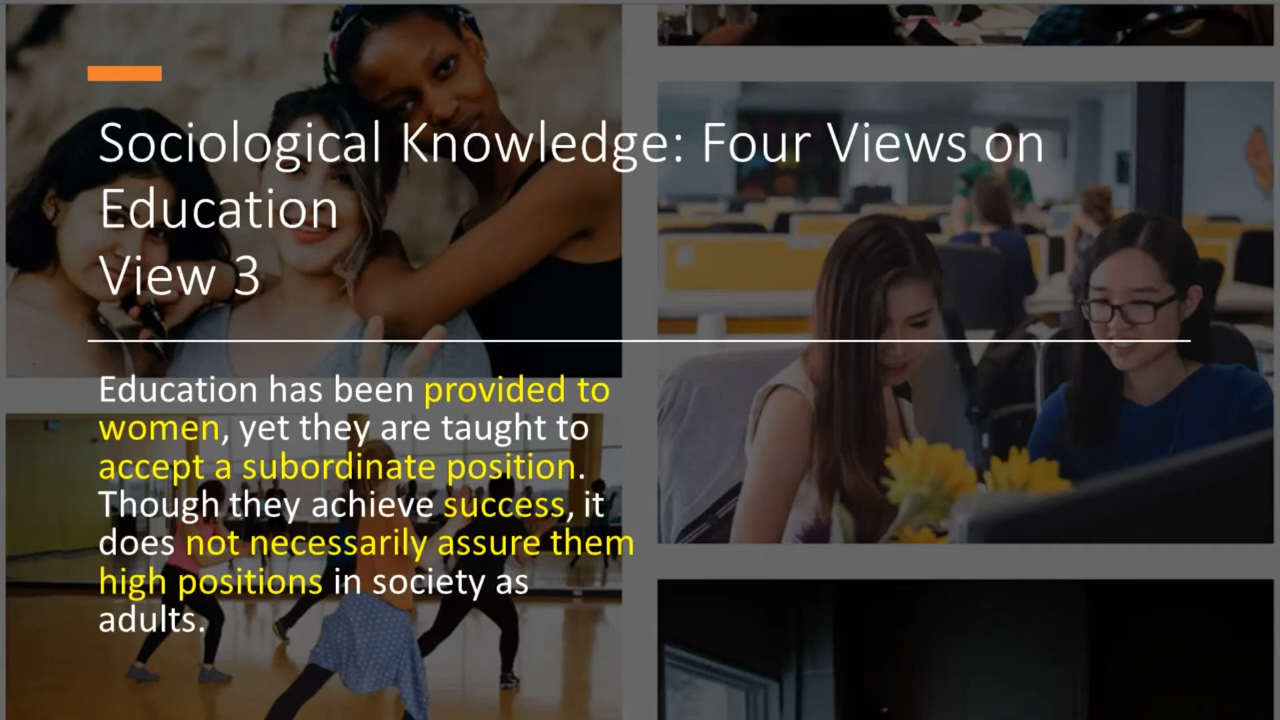 Sociological Knowledge: Four Views on
Education
View 3
Education has been provided to
women, yet they are taught to
accept a subordinate position.
Though they achieve success, it
does not necessarily assure them
high positions in society as
adults.